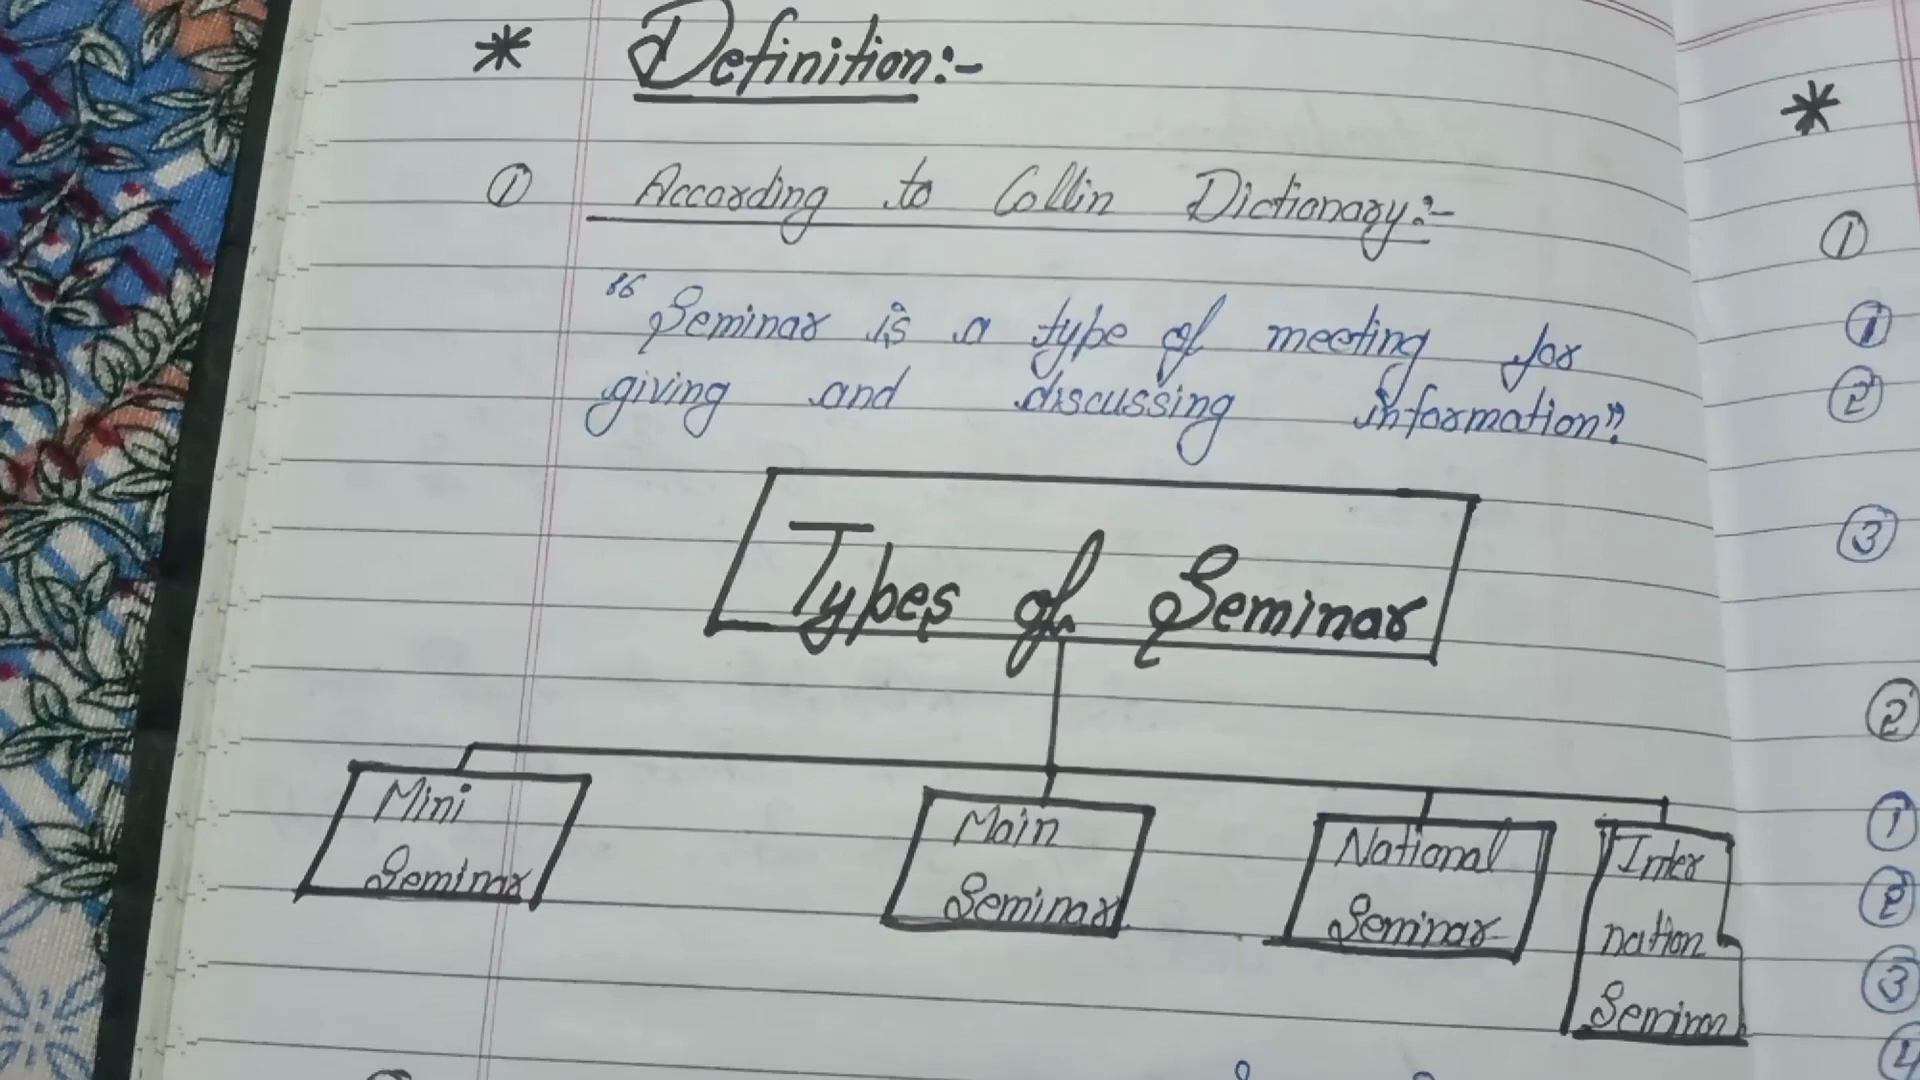 * Definition:-
① According to Collin Dictionary:-
"Seminar is a type of meeting for
giving and discussing information".
Types of Seminar
Mini
Seminar
Main
Seminar
National
Seminar
Inter
nation
Seminar
*
①
①
②
③
②
①
②
③
④